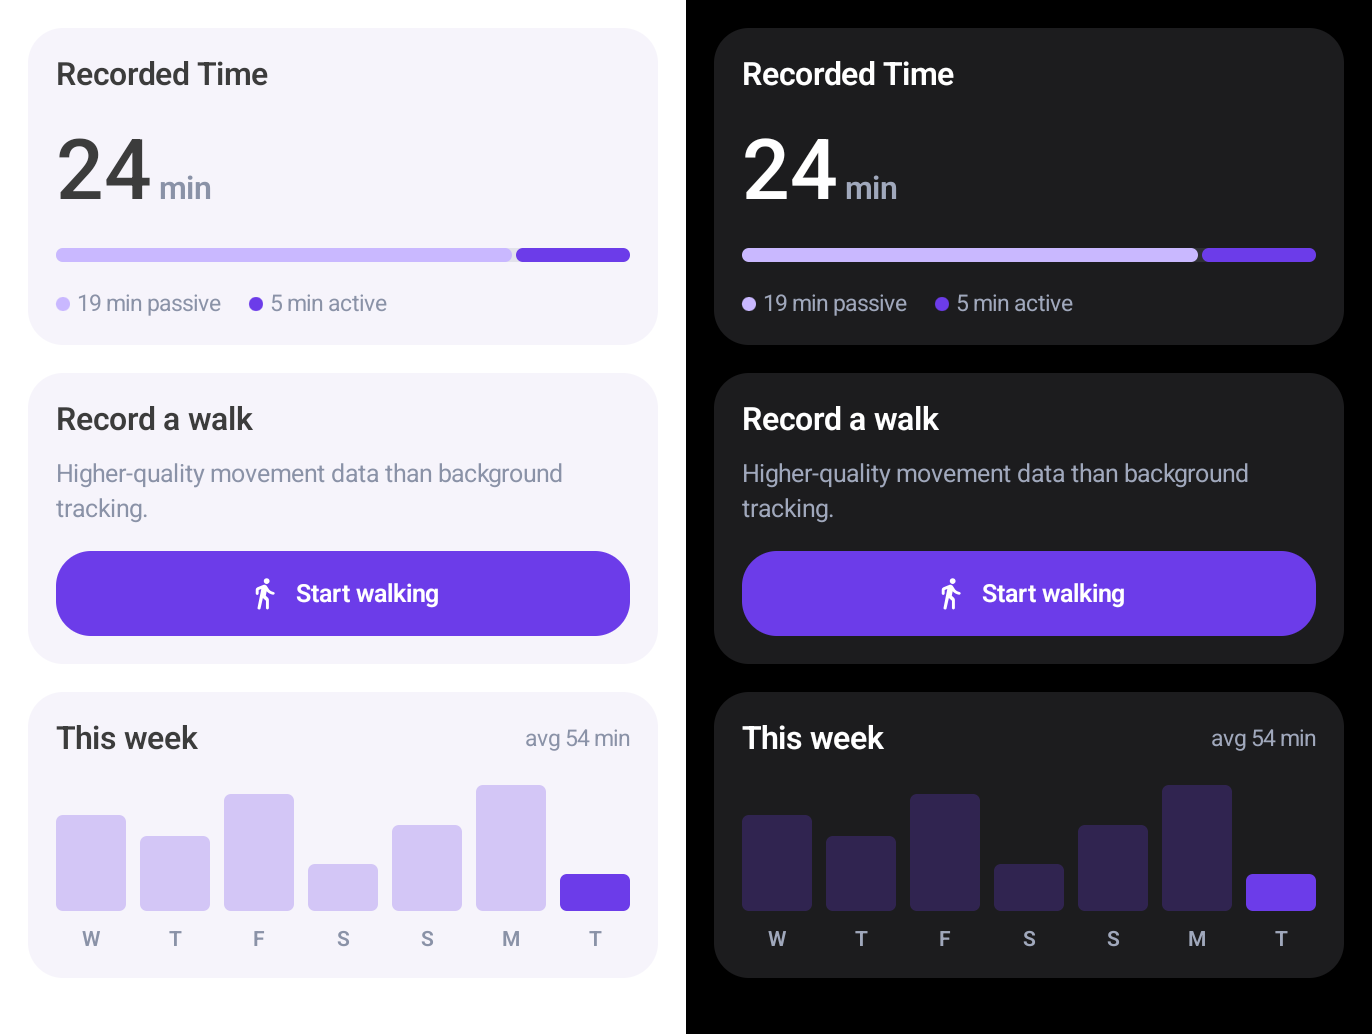 Recorded Time
24 min
19 min passive 5 min active
Record a walk
Higher-quality movement data than background
tracking.
Start walking
This week avg 54 min
W T F S S M T
Recorded Time
24 min
19 min passive 5 min active
Record a walk
Higher-quality movement data than background
tracking.
Start walking
This week avg 54 min
W T F S S M T